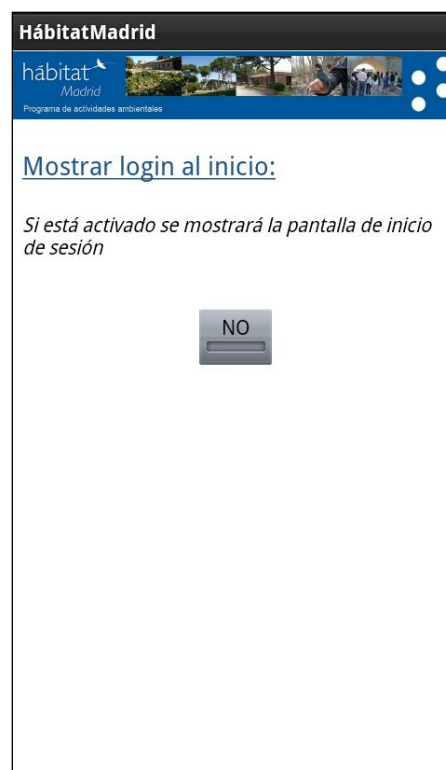 HábitatMadrid
hábitat
Madrid
Programa de actividades ambientales
Mostrar login al inicio:
Si está activado se mostrará la pantalla de inicio
de sesión
NO